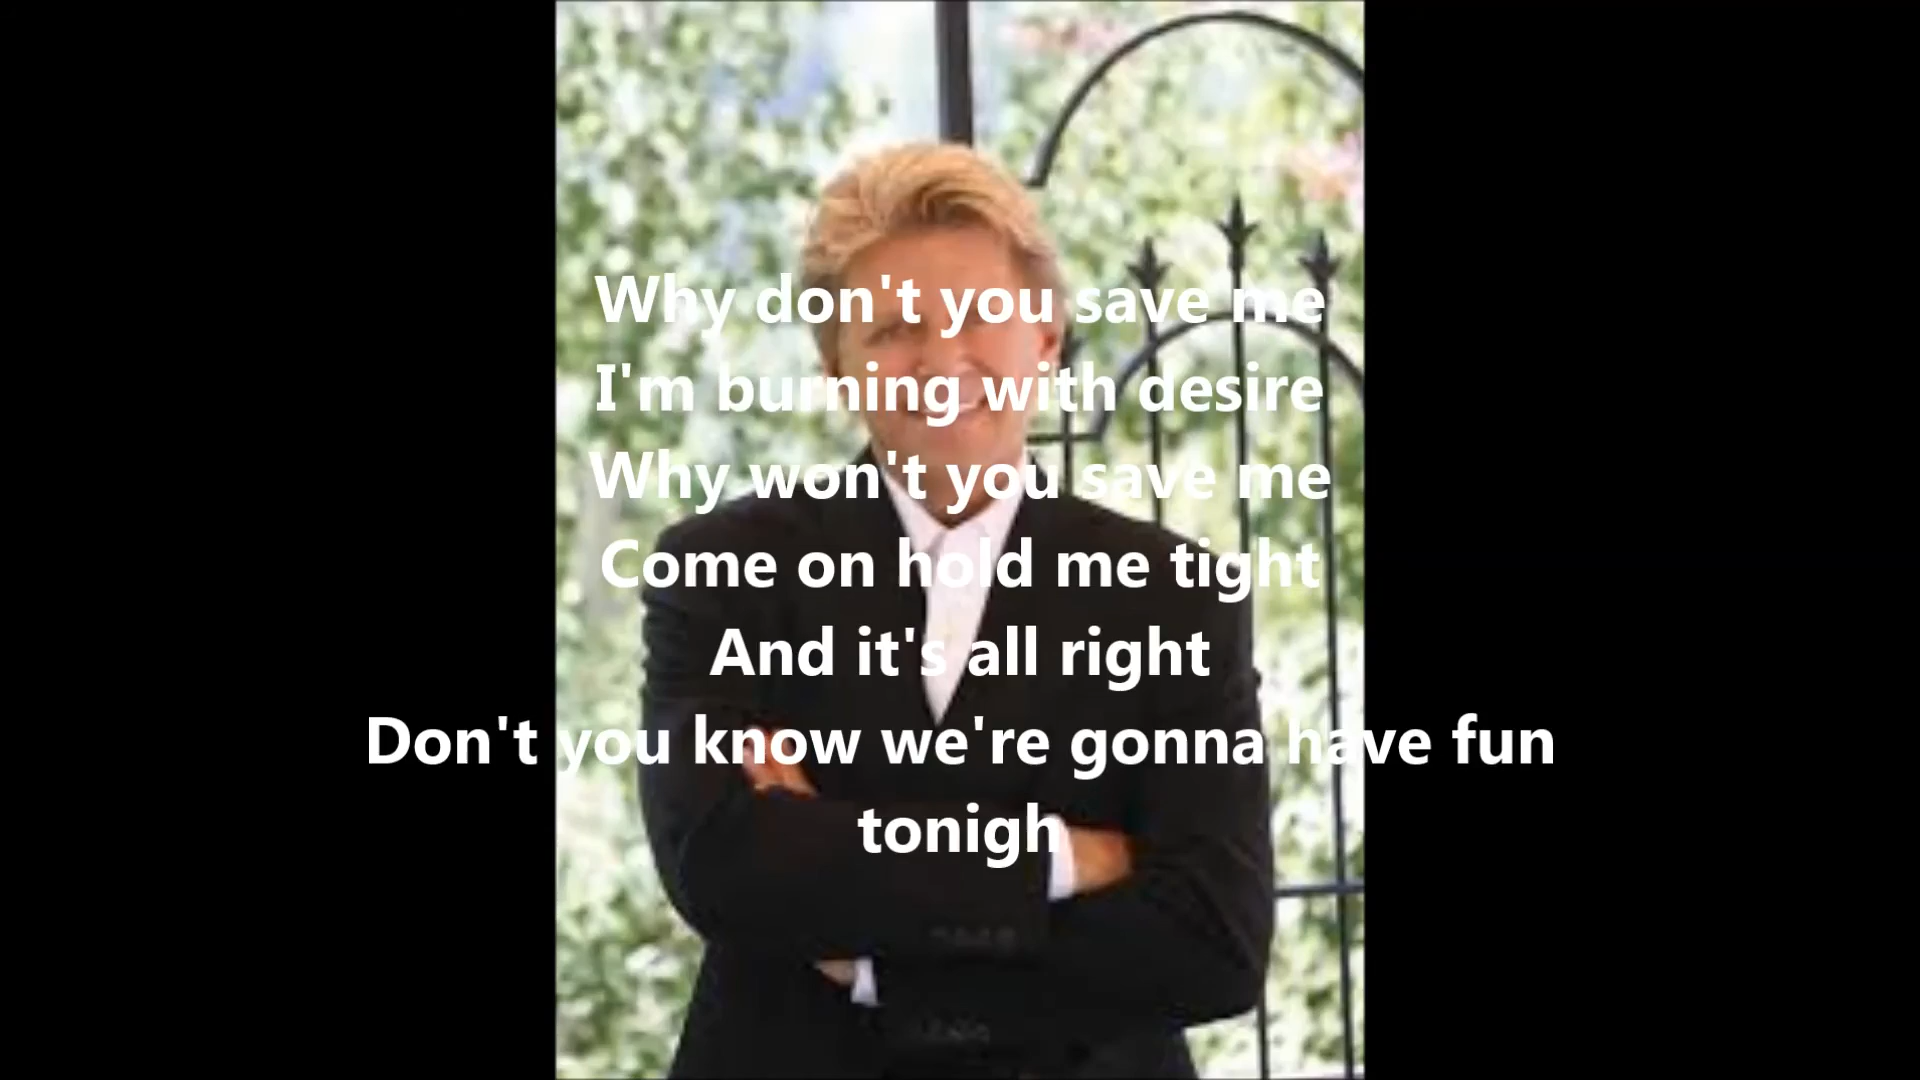 Why don't you save me
I'm burning with desire
Why won't you save me
Come on hold me tight
And it's all right
Don't you know we're gonna have fun
tonigh